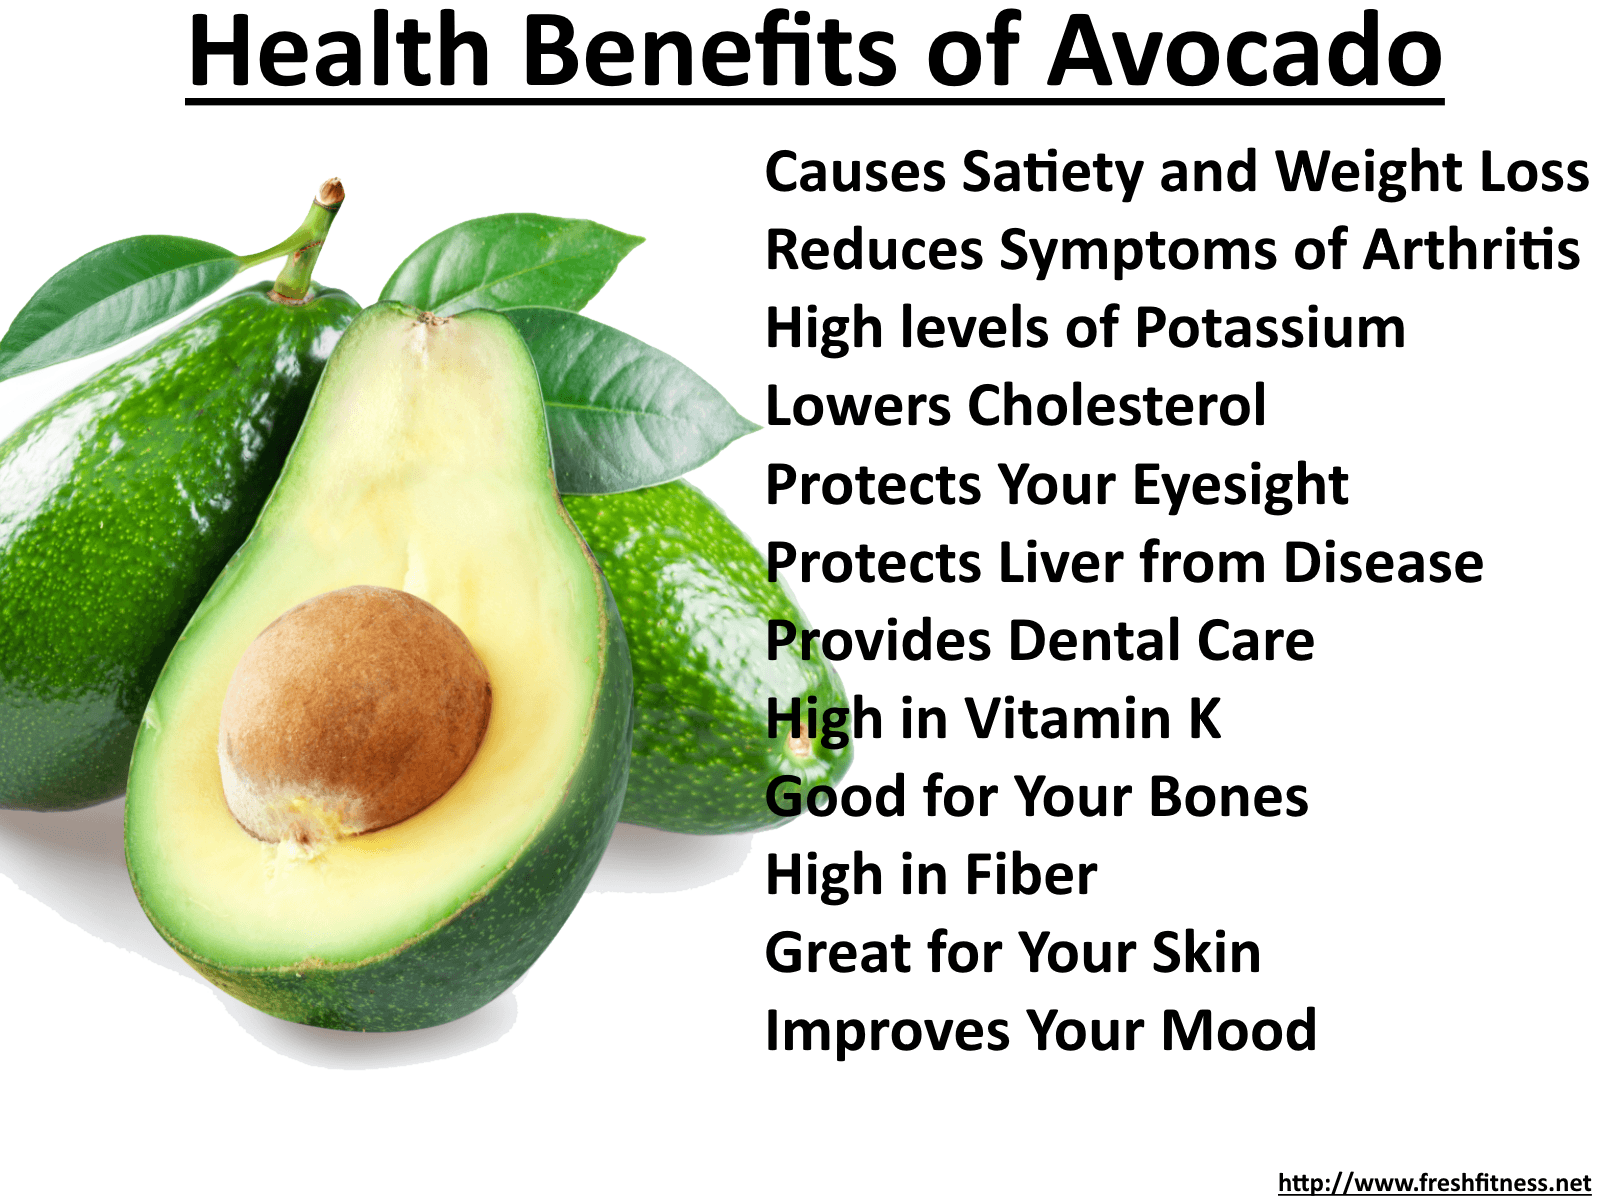 Health Benefits of Avocado
Causes Satiety and Weight Loss
Reduces Symptoms of Arthritis
High levels of Potassium
Lowers Cholesterol
Protects Your Eyesight
Protects Liver from Disease
Provides Dental Care
High in Vitamin K
Good for Your Bones
High in Fiber
Great for Your Skin
Improves Your Mood
http://www.freshfitness.net